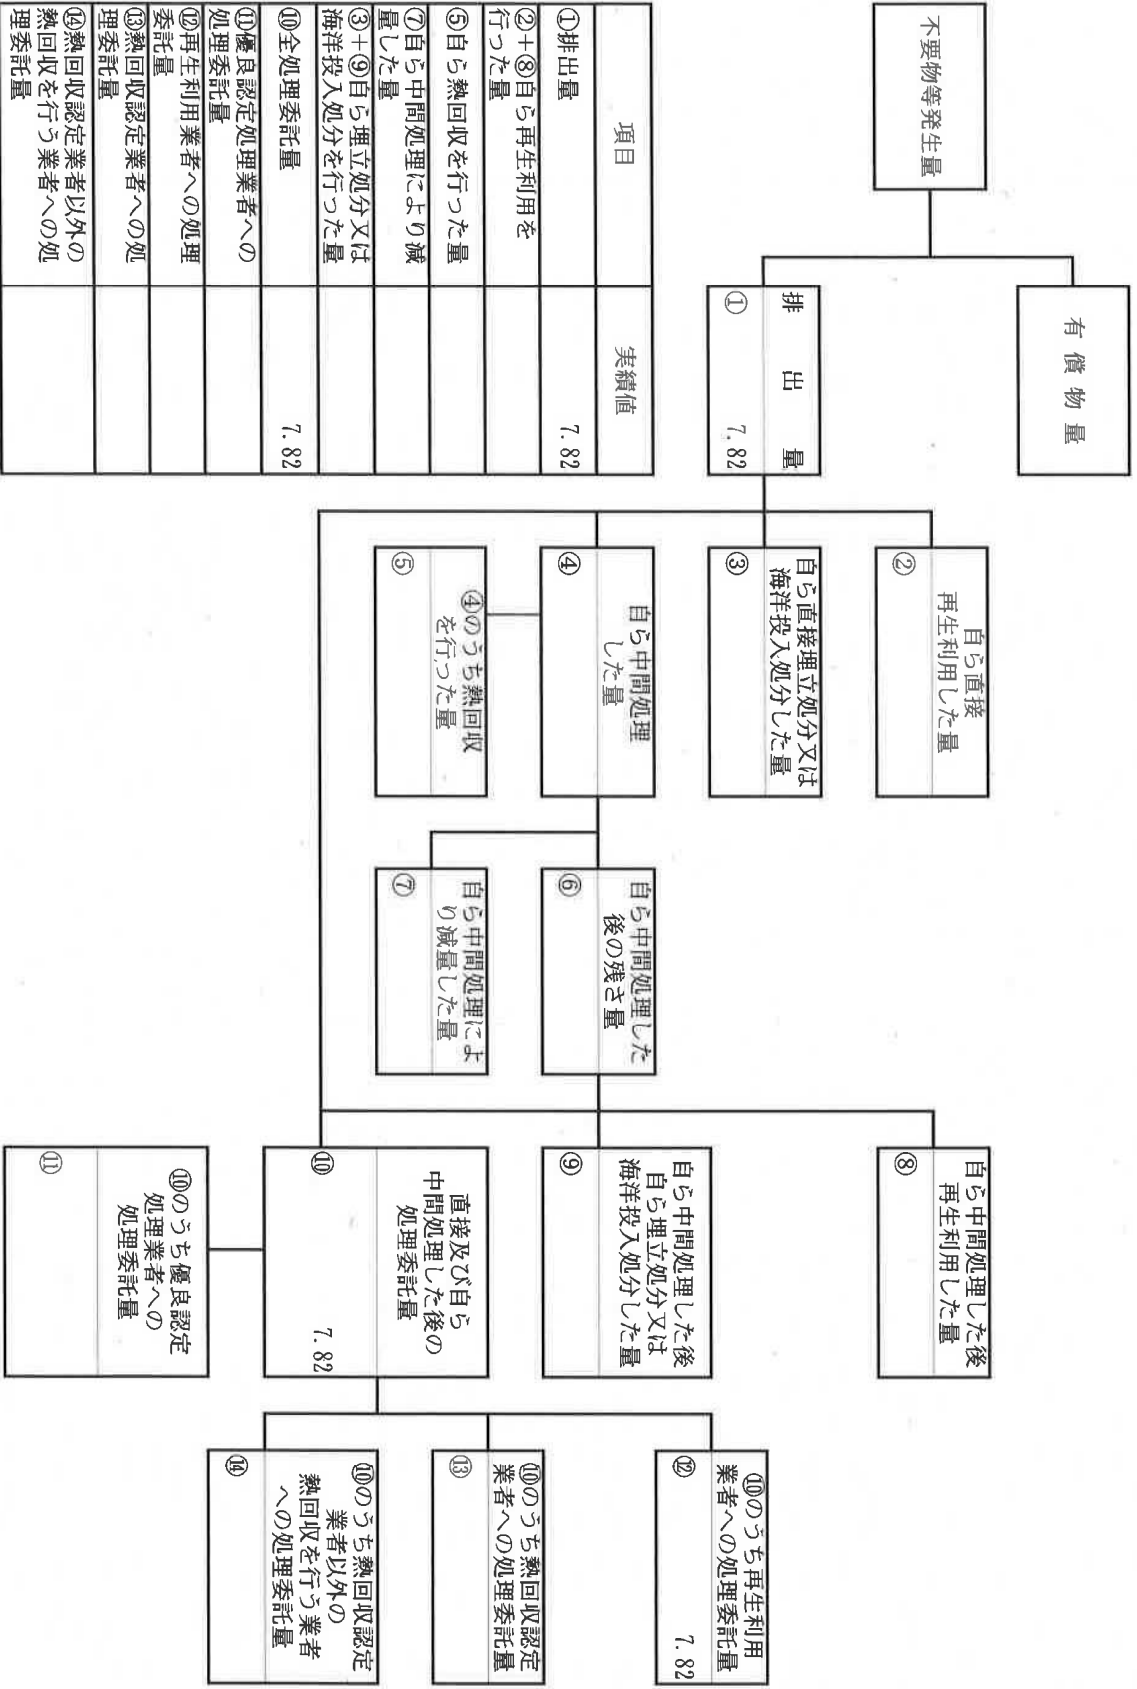 不要物等発生量
有償物量
排出量
① 7.82
自ら直接
再生利用した量
②
自ら直接埋立処分又は
海洋投入処分した量
③
自ら中間処理
した量
④
④のうち熱回収
を行った量
⑤
自ら中間処理した
後の残さ量
⑥
自ら中間処理によ
り減量した量
⑦
自ら中間処理した後
再生利用した量
⑧
自ら中間処理した後
自ら埋立処分又は
海洋投入処分した量
⑨
直接及び自ら
中間処理した後の
処理委託量
⑩ 7.82
⑩のうち優良認定
処理業者への
処理委託量
⑪
⑩のうち再生利用
業者への処理委託量
⑫ 7.82
⑩のうち熱回収認定
業者への処理委託量
⑬
⑩のうち熱回収認定
業者以外の
熱回収を行う業者
への処理委託量
⑭
項目 実績値
①排出量 7.82
②+⑧自ら再生利用を
行った量
⑤自ら熱回収を行った量
⑦自ら中間処理により減
量した量
③+⑨自ら埋立処分又は
海洋投入処分を行った量
⑩全処理委託量 7.82
⑪優良認定処理業者への
処理委託量
⑫再生利用業者への処理
委託量
⑬熱回収認定業者への処
理委託量
⑭熱回収認定業者以外の
熱回収を行う業者への処
理委託量